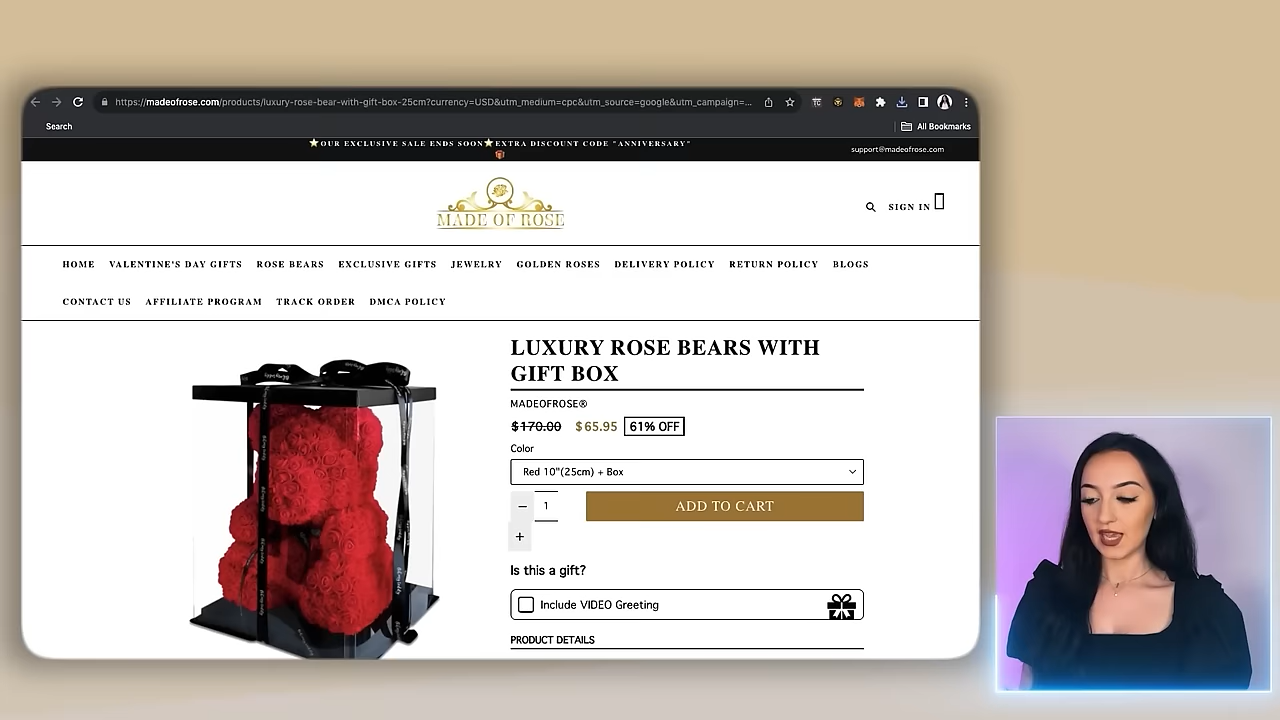 https://madeofrose.com/products/luxury-rose-bear-with-gift-box-25cm?currency=USD&utm_medium=cpc&utm_source=google&utm_campaign=...
Search
All Bookmarks
⭐OUR EXCLUSIVE SALE ENDS SOON⭐EXTRA DISCOUNT CODE "ANNIVERSARY"
🎁
support@madeofrose.com
MADE OF ROSE
SIGN IN
HOME VALENTINE'S DAY GIFTS ROSE BEARS EXCLUSIVE GIFTS JEWELRY GOLDEN ROSES DELIVERY POLICY RETURN POLICY BLOGS
CONTACT US AFFILIATE PROGRAM TRACK ORDER DMCA POLICY
LUXURY ROSE BEARS WITH
GIFT BOX
MADEOFROSE®
$170.00 $65.95 61% OFF
Color
Red 10"(25cm) + Box
− 1 ADD TO CART
+
Is this a gift?
Include VIDEO Greeting
PRODUCT DETAILS